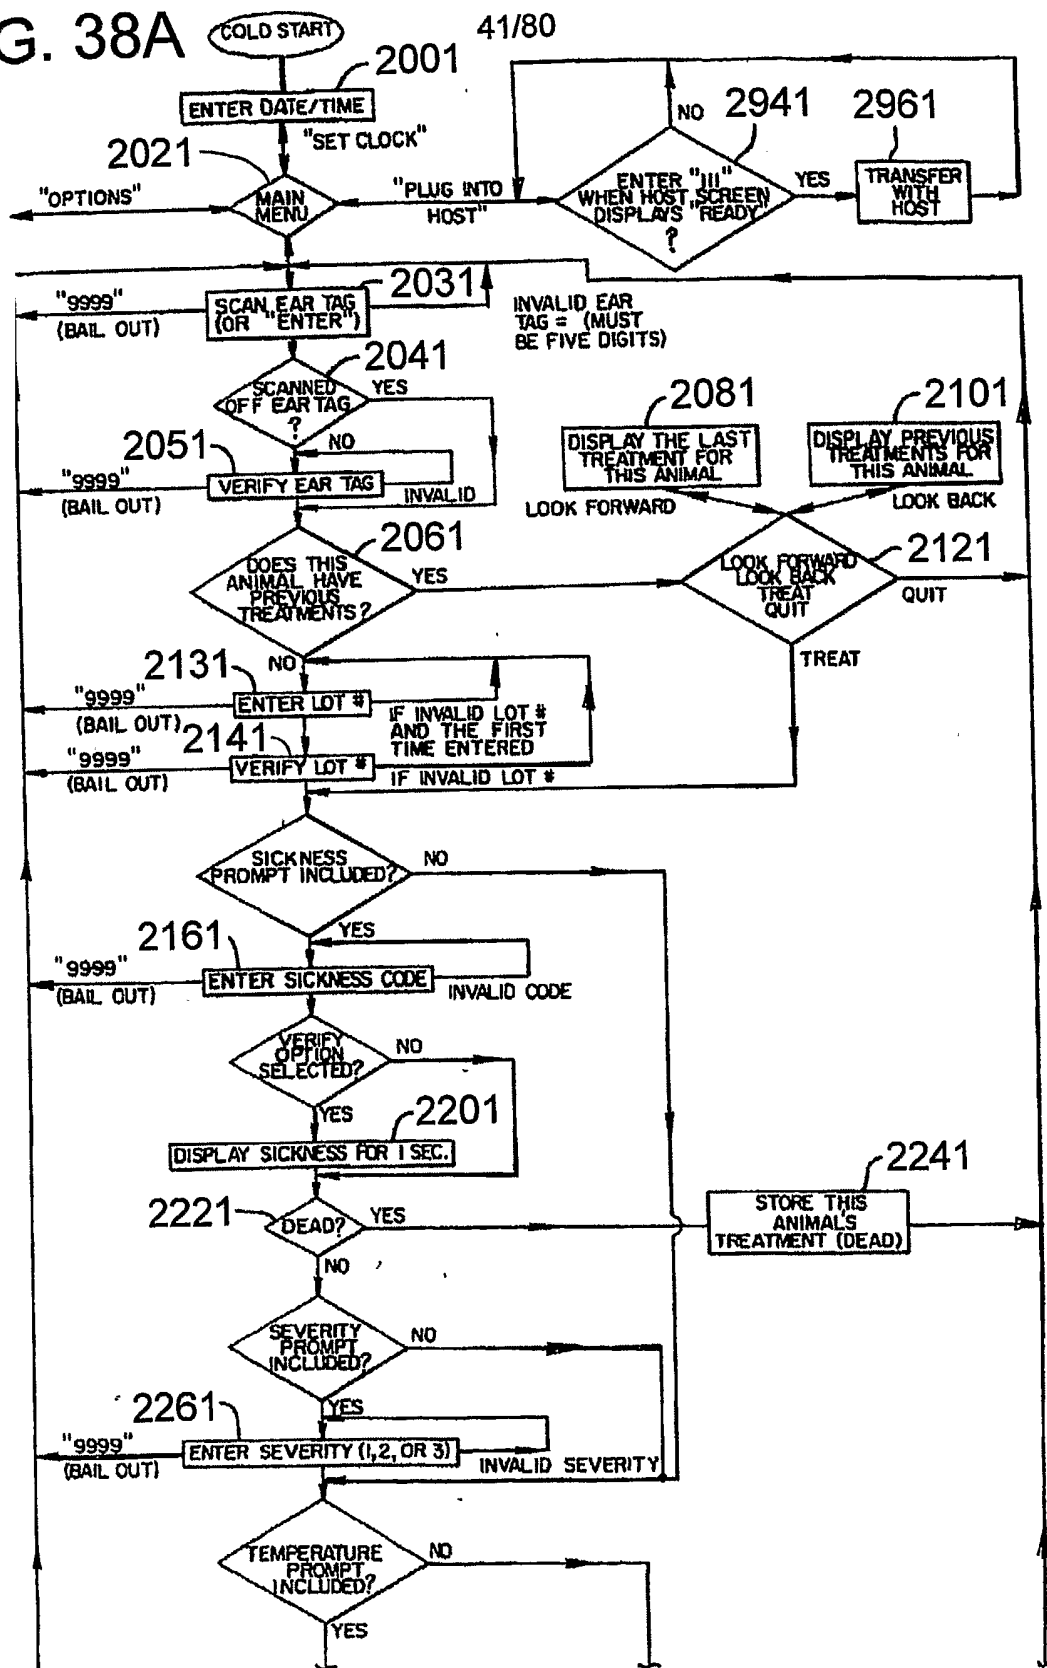 G. 38A
COLD START
41/80
2001
ENTER DATE/TIME
"SET CLOCK"
2021
"OPTIONS"
MAIN
MENU
"PLUG INTO
HOST"
NO
2941
ENTER "111"
WHEN HOST SCREEN
DISPLAYS "READY"
?
YES
2961
TRANSFER
WITH
HOST
2031
"9999"
(BAIL OUT)
SCAN EAR TAG
(OR "ENTER")
INVALID EAR
TAG = (MUST
BE FIVE DIGITS)
2041
SCANNED
OFF EAR TAG
?
YES
NO
2051
"9999"
(BAIL OUT)
VERIFY EAR TAG
INVALID
2081
DISPLAY THE LAST
TREATMENT FOR
THIS ANIMAL
LOOK FORWARD
2101
DISPLAY PREVIOUS
TREATMENTS FOR
THIS ANIMAL
LOOK BACK
2061
DOES THIS
ANIMAL HAVE
PREVIOUS
TREATMENTS?
YES
2121
LOOK FORWARD
LOOK BACK
TREAT
QUIT
QUIT
TREAT
NO
2131
"9999"
(BAIL OUT)
ENTER LOT #
IF INVALID LOT #
AND THE FIRST
TIME ENTERED
2141
"9999"
(BAIL OUT)
VERIFY LOT #
IF INVALID LOT #
SICKNESS
PROMPT INCLUDED?
NO
YES
2161
"9999"
(BAIL OUT)
ENTER SICKNESS CODE
INVALID CODE
VERIFY
OPTION
SELECTED?
NO
YES
2201
DISPLAY SICKNESS FOR 1 SEC.
2221
DEAD?
YES
2241
STORE THIS
ANIMAL'S
TREATMENT (DEAD)
NO
SEVERITY
PROMPT
INCLUDED?
NO
YES
2261
"9999"
(BAIL OUT)
ENTER SEVERITY (1,2, OR 3)
INVALID SEVERITY
TEMPERATURE
PROMPT
INCLUDED?
NO
YES